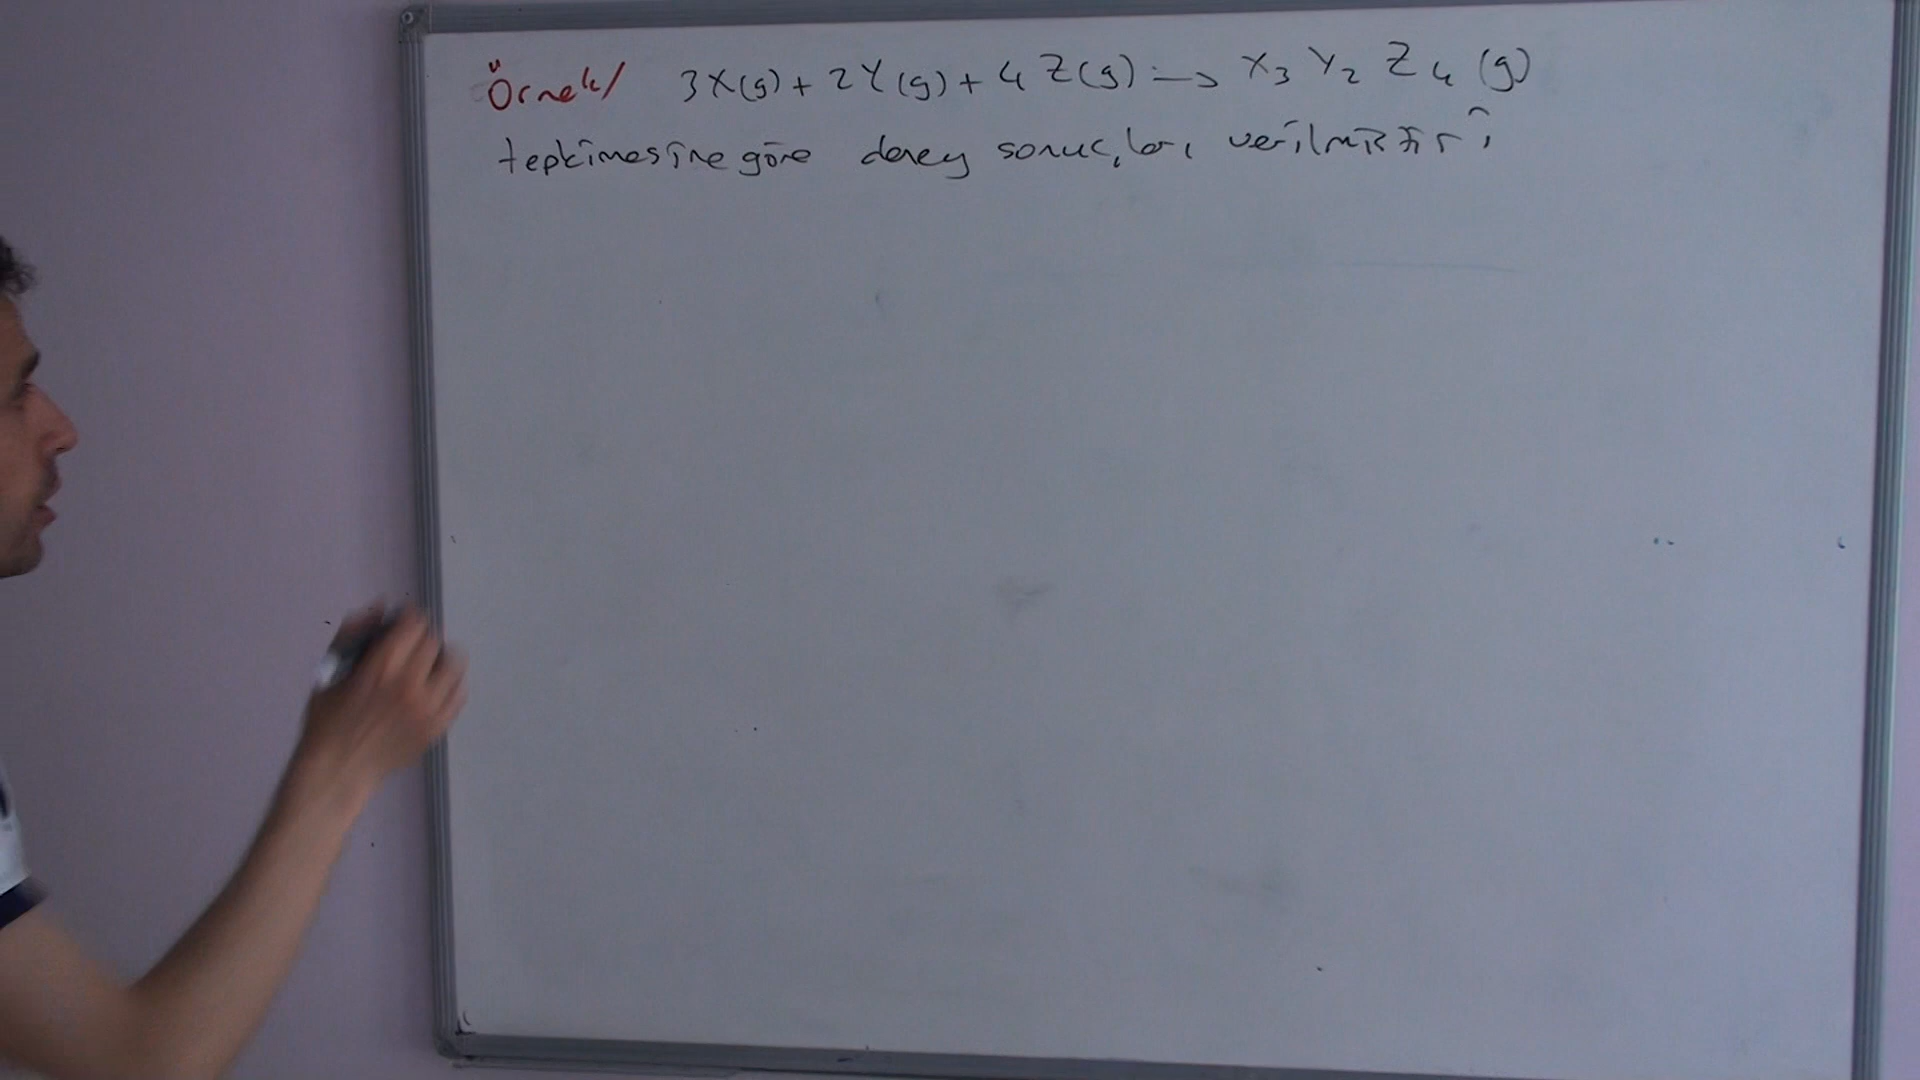 Örnek/ 3X(g) + 2Y(g) + 4Z(g) → X₃Y₂Z₄(g)
tepkimesine göre deney sonuçları verilmiştir;